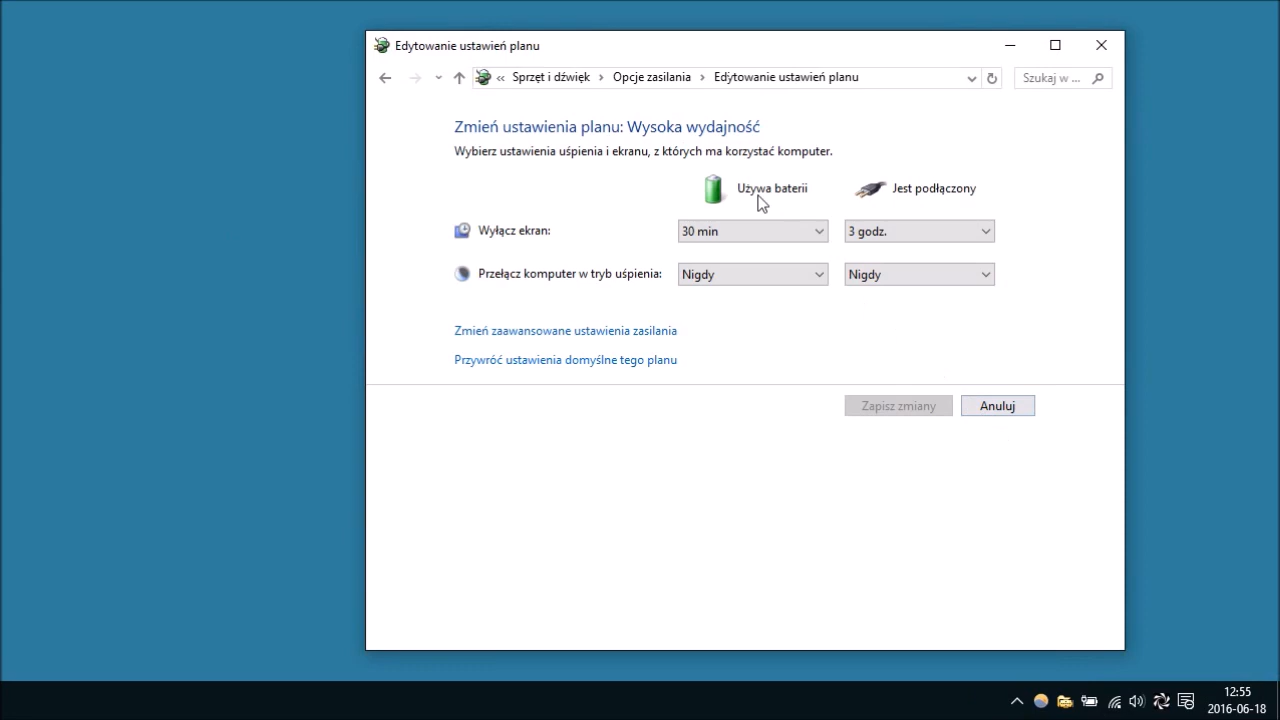 Edytowanie ustawień planu
« Sprzęt i dźwięk > Opcje zasilania > Edytowanie ustawień planu
Szukaj w ...
Zmień ustawienia planu: Wysoka wydajność
Wybierz ustawienia uśpienia i ekranu, z których ma korzystać komputer.
Używa baterii Jest podłączony
Wyłącz ekran: 30 min 3 godz.
Przełącz komputer w tryb uśpienia: Nigdy Nigdy
Zmień zaawansowane ustawienia zasilania
Przywróć ustawienia domyślne tego planu
Zapisz zmiany Anuluj
12:55
2016-06-18